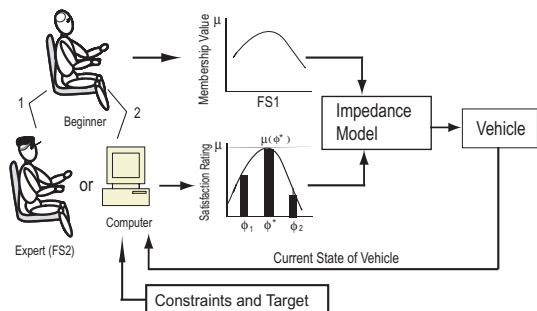 μ
Membership Value
FS1
Beginner
1
2
Impedance
Model
Vehicle
μ
Satisfaction Rating
μ(ϕ*)
ϕ1
ϕ*
ϕ2
or
Computer
Expert (FS2)
Current State of Vehicle
Constraints and Target